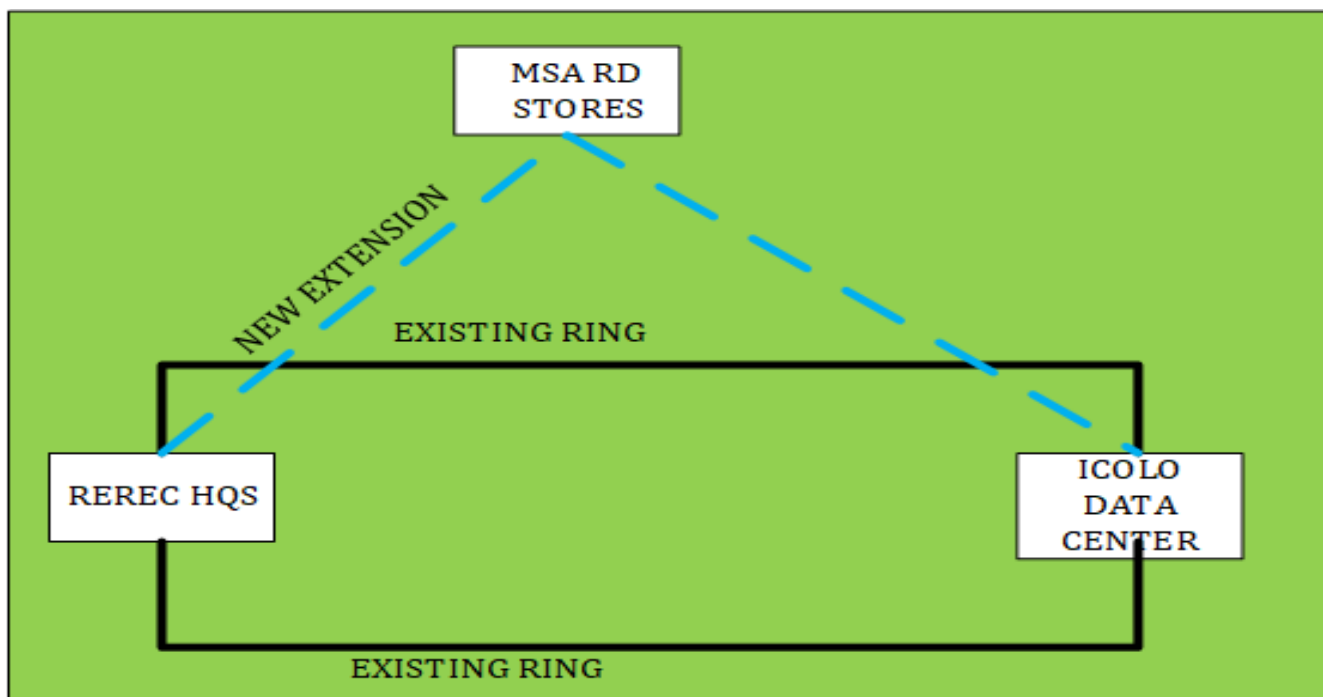 MSA RD
STORES
NEW EXTENSION
EXISTING RING
REREC HQS
ICOLO
DATA
CENTER
EXISTING RING